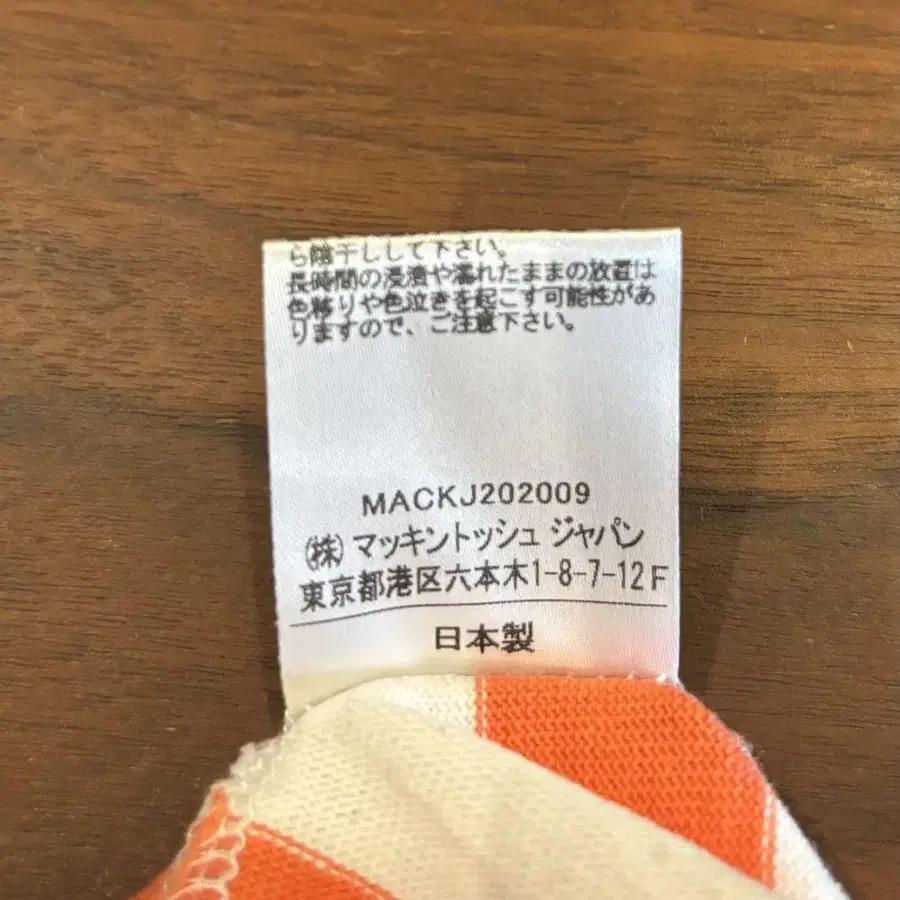 ら陰干しして下さい。
長時間の浸漬や濡れたままの放置は
色移りや色泣きを起こす可能性があ
りますので、ご注意下さい。
MACKJ202009
(株)マッキントッシュ ジャパン
東京都港区六本木1-8-7-12F
日本製